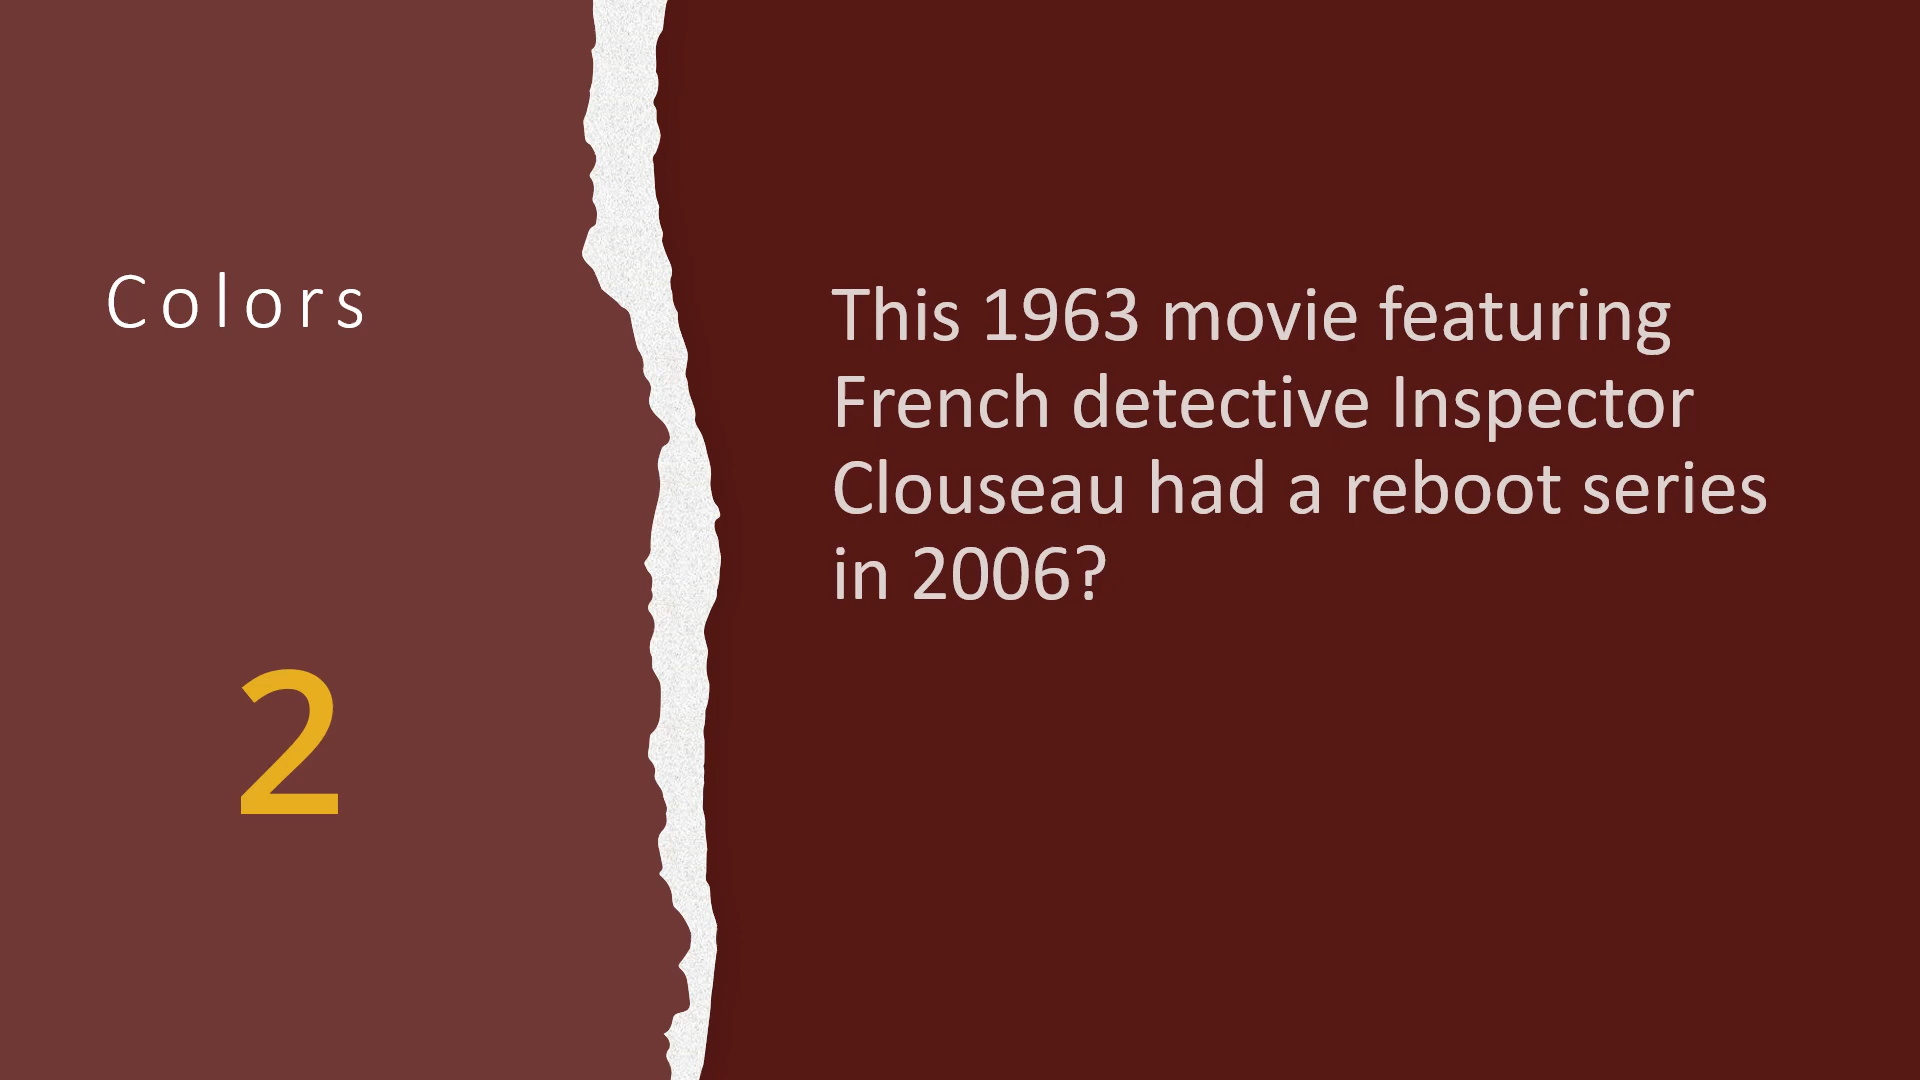 Colors
2
This 1963 movie featuring
French detective Inspector
Clouseau had a reboot series
in 2006?